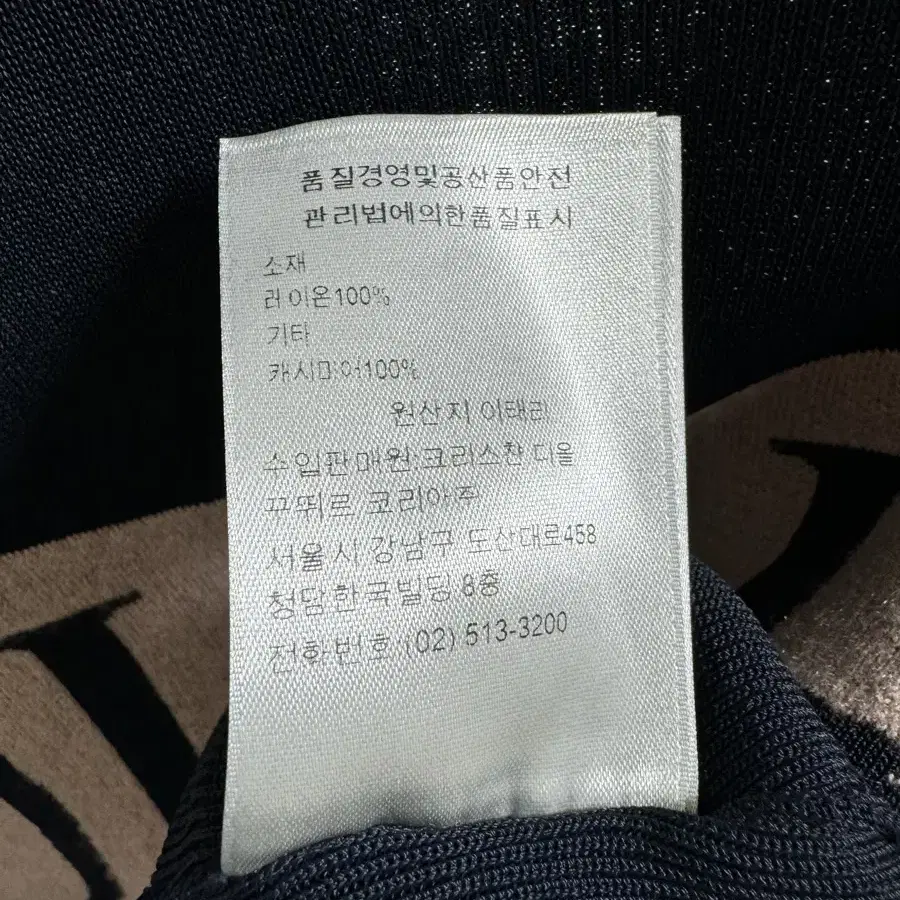 품질경영및공산품안전
관리법에의한품질표시
소재
레이온100%
기타
캐시미어100%
원산지 이태리
수입판매원:크리스찬 디올
꾸뛰르 코리아주
서울시 강남구 도산대로458
청담한국빌딩 8층
전화번호:(02) 513-3200